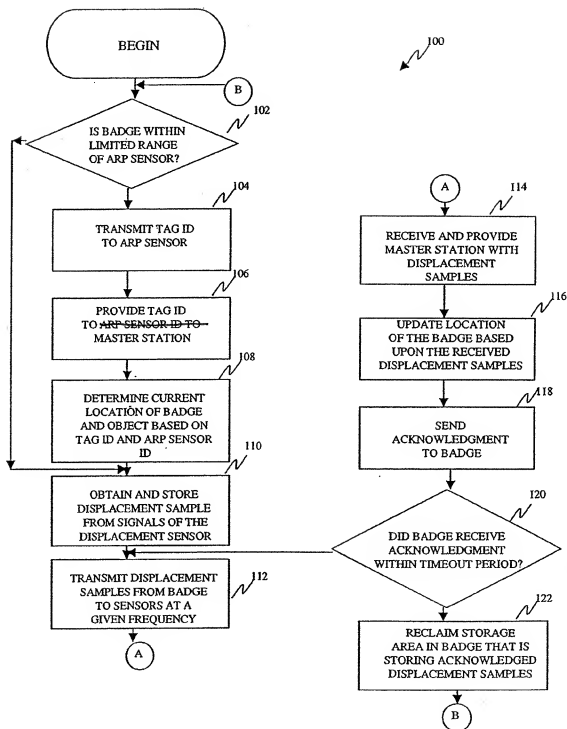 BEGIN
100
B
102
IS BADGE WITHIN
LIMITED RANGE
OF ARP SENSOR?
104
TRANSMIT TAG ID
TO ARP SENSOR
106
PROVIDE TAG ID
TO ARP SENSOR ID TO
MASTER STATION
108
DETERMINE CURRENT
LOCATION OF BADGE
AND OBJECT BASED ON
TAG ID AND ARP SENSOR
ID
110
OBTAIN AND STORE
DISPLACEMENT SAMPLE
FROM SIGNALS OF THE
DISPLACEMENT SENSOR
112
TRANSMIT DISPLACEMENT
SAMPLES FROM BADGE
TO SENSORS AT A
GIVEN FREQUENCY
A
A
114
RECEIVE AND PROVIDE
MASTER STATION WITH
DISPLACEMENT
SAMPLES
116
UPDATE LOCATION
OF THE BADGE BASED
UPON THE RECEIVED
DISPLACEMENT SAMPLES
118
SEND
ACKNOWLEDGMENT
TO BADGE
120
DID BADGE RECEIVE
ACKNOWLEDGMENT
WITHIN TIMEOUT PERIOD?
122
RECLAIM STORAGE
AREA IN BADGE THAT IS
STORING ACKNOWLEDGED
DISPLACEMENT SAMPLES
B